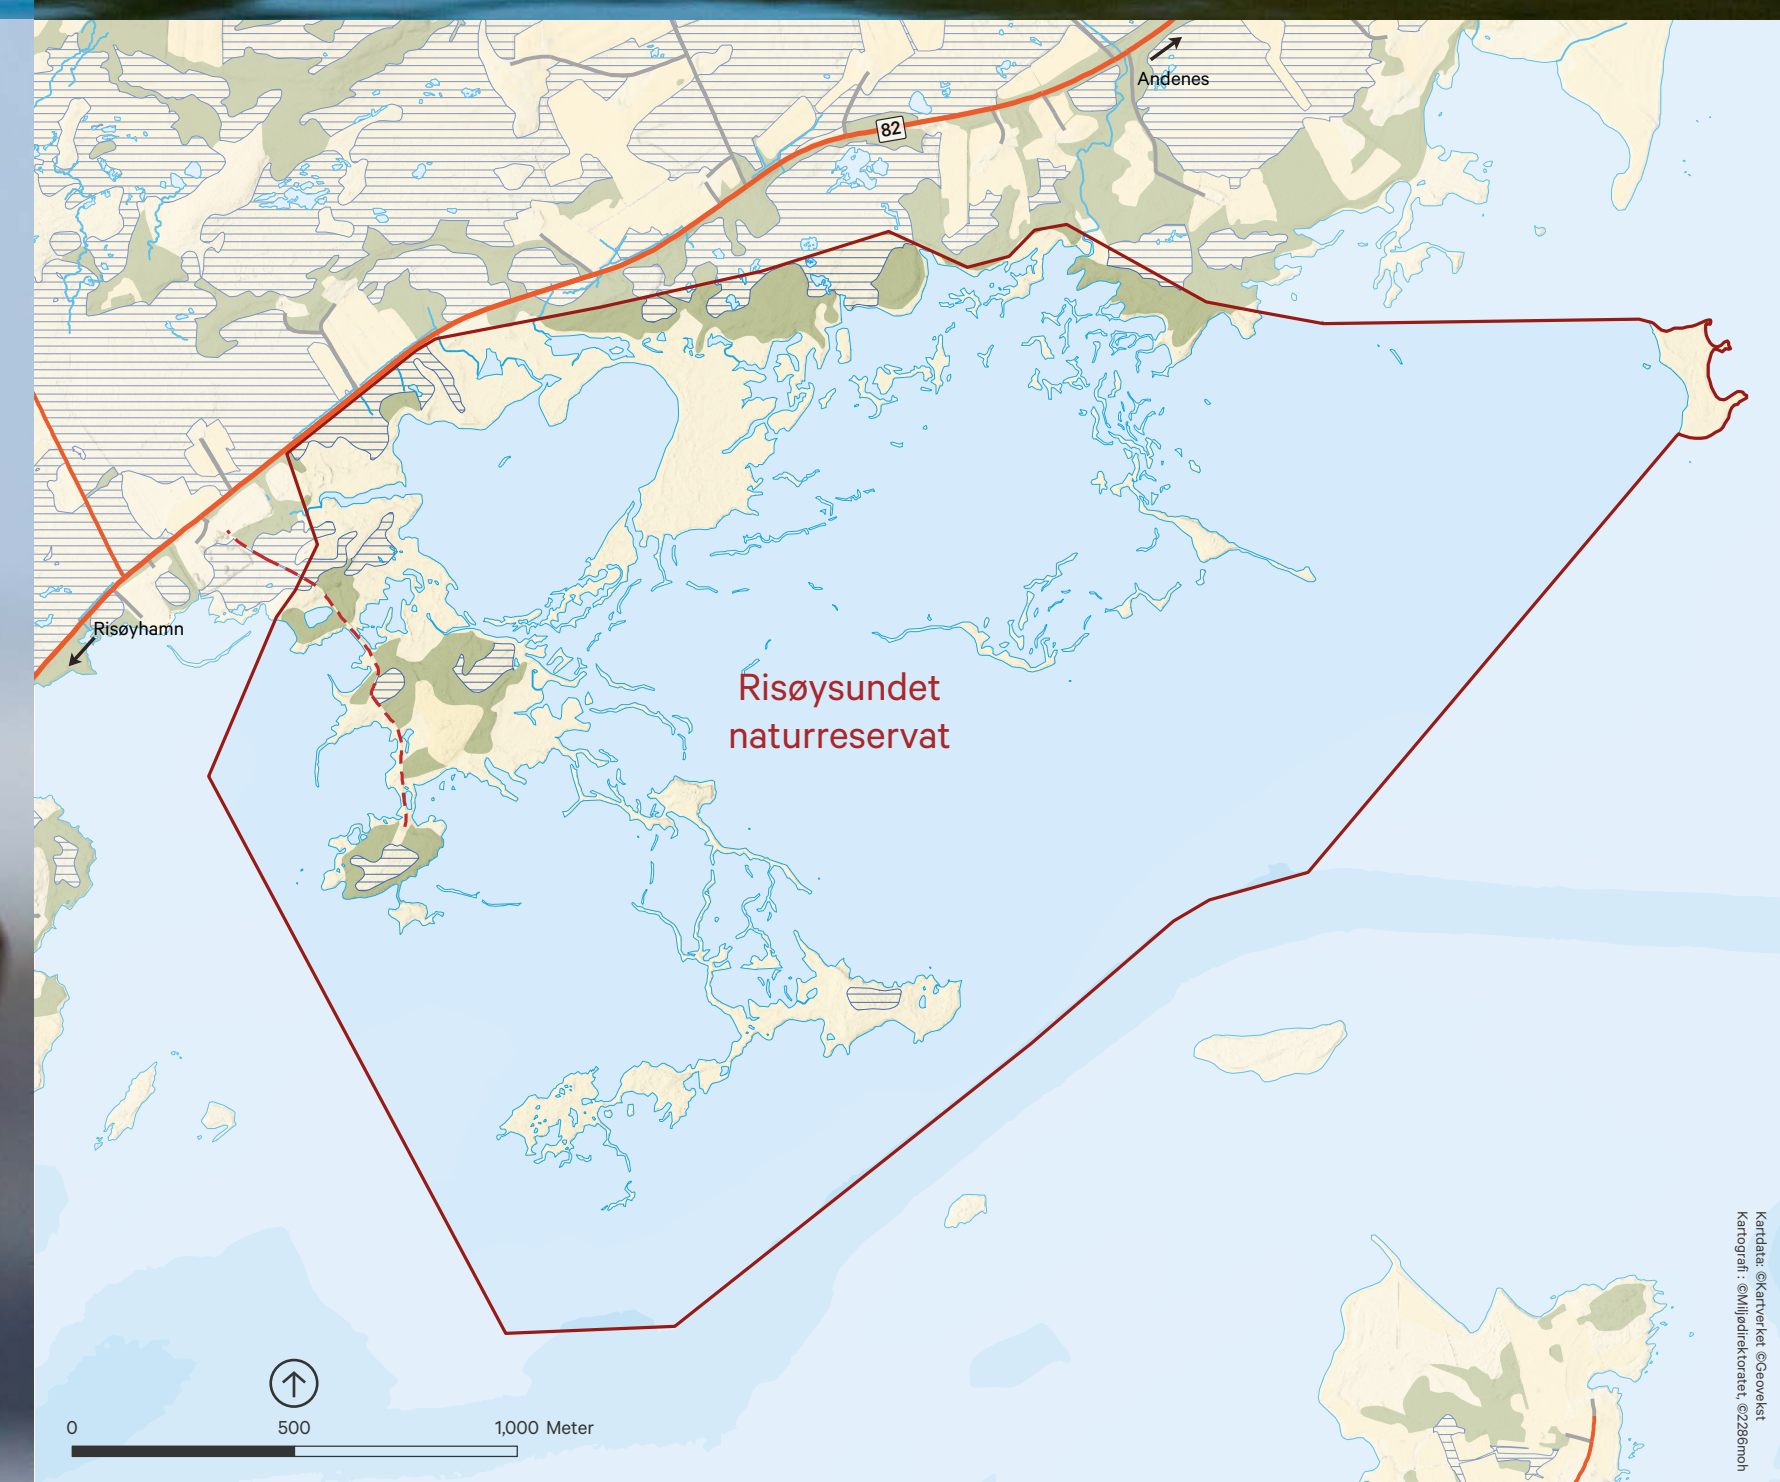 Andenes
82
Risøyhamn
Risøysundet
naturreservat
0 500 1,000 Meter
Kartdata: ©Kartverket ©Geovekst
Kartografi : ©Miljødirektoratet, ©2286moh